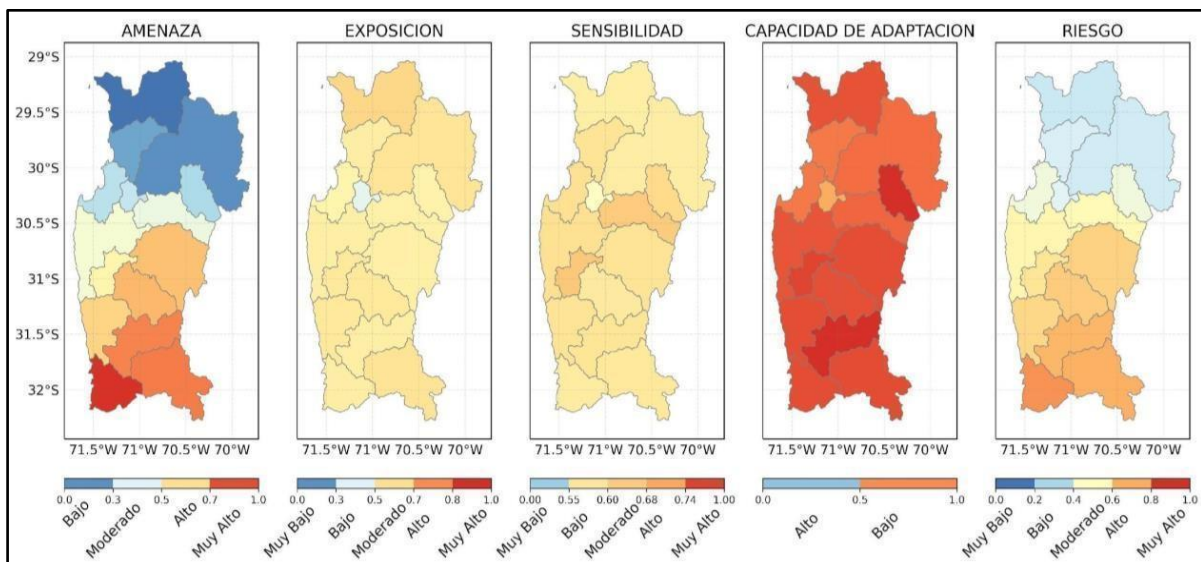 AMENAZA
EXPOSICION
SENSIBILIDAD
CAPACIDAD DE ADAPTACION
RIESGO
29°S
29.5°S
30°S
30.5°S
31°S
31.5°S
32°S
71.5°W 71°W 70.5°W 70°W
71.5°W 71°W 70.5°W 70°W
71.5°W 71°W 70.5°W 70°W
71.5°W 71°W 70.5°W 70°W
71.5°W 71°W 70.5°W 70°W
0.0 0.3 0.5 0.7 1.0
Bajo Moderado Alto Muy Alto
0.0 0.3 0.5 0.7 0.8 1.0
Muy Bajo Bajo Moderado Alto Muy Alto
0.00 0.55 0.60 0.68 0.74 1.00
Muy Bajo Bajo Moderado Alto Muy Alto
0.0 0.5 1.0
Alto Bajo
0.0 0.2 0.4 0.6 0.8 1.0
Muy Bajo Bajo Moderado Alto Muy Alto